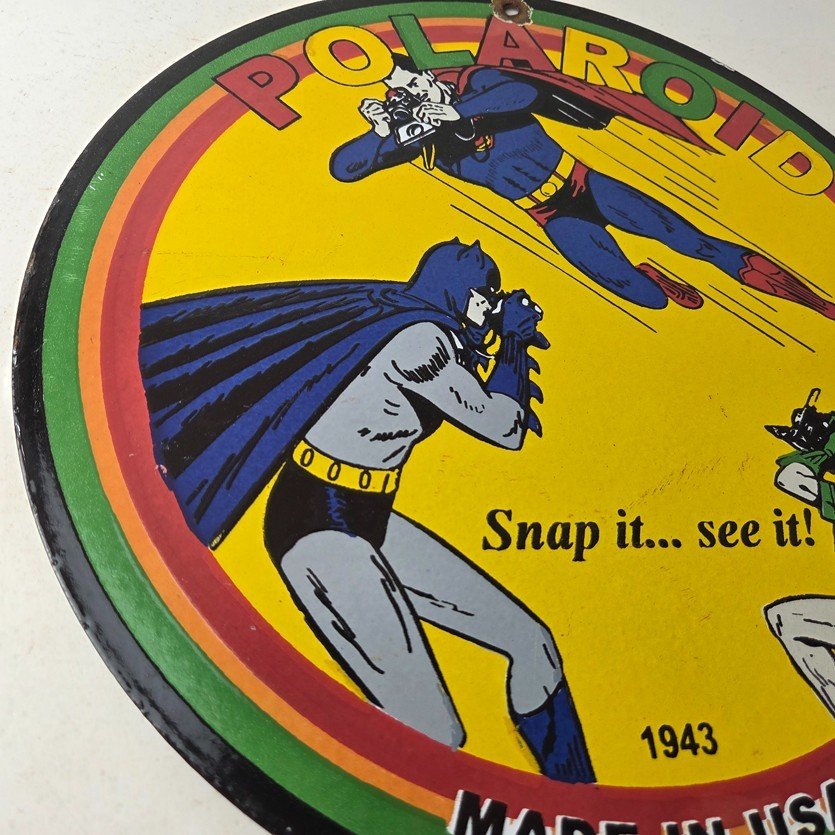 POLAROID
Snap it... see it!
1943
MADE IN USA